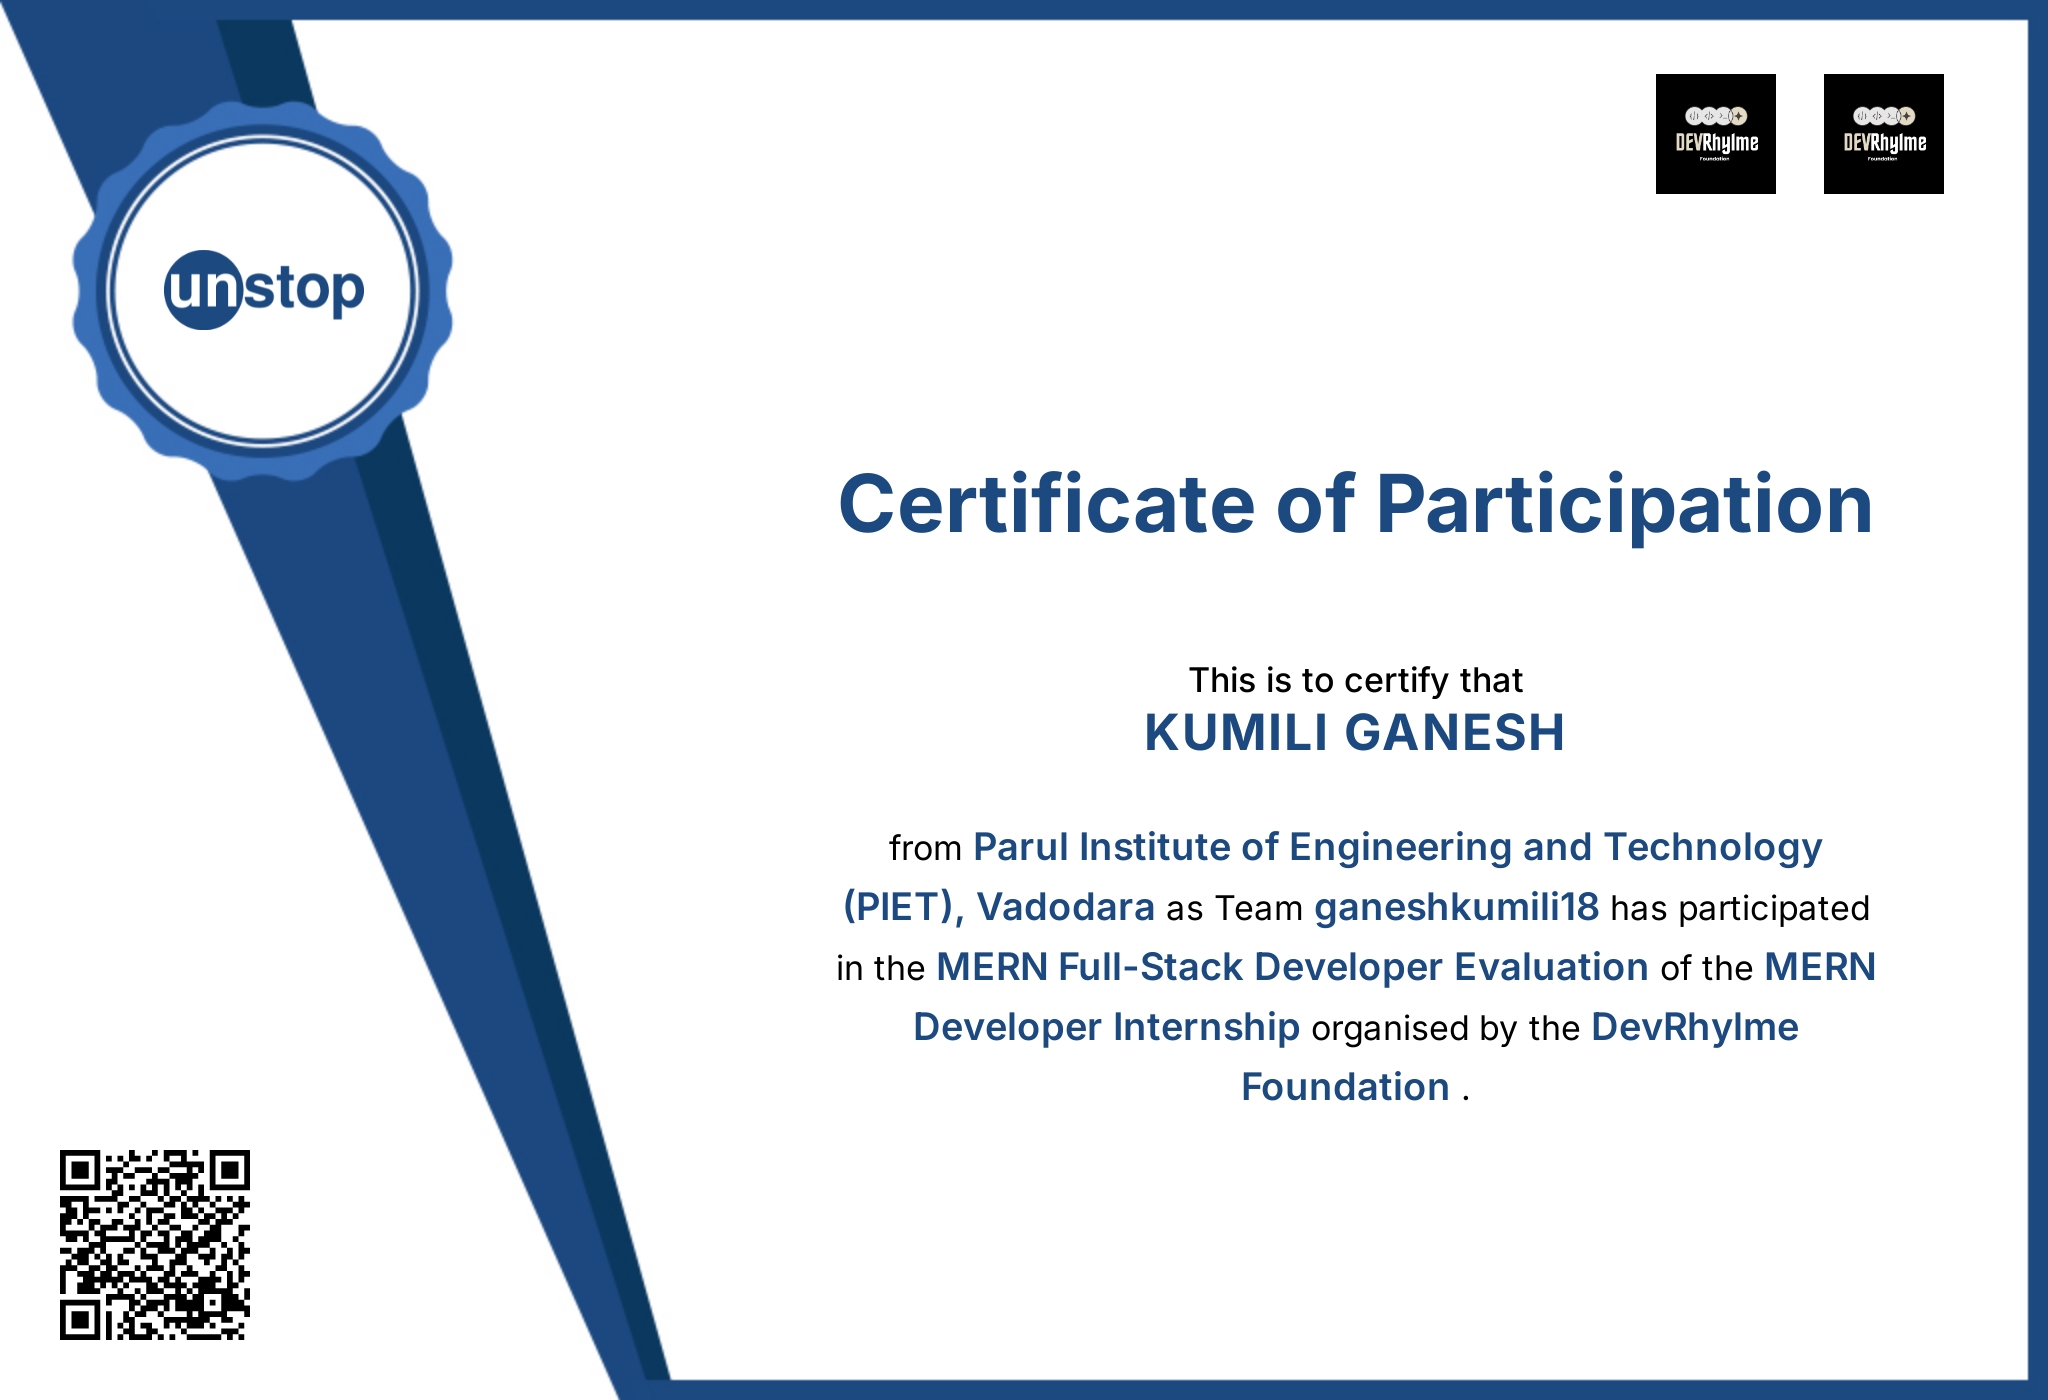 DEVRhylme
Foundation
DEVRhylme
Foundation
unstop
Certificate of Participation
This is to certify that
KUMILI GANESH
from Parul Institute of Engineering and Technology
(PIET), Vadodara as Team ganeshkumili18 has participated
in the MERN Full-Stack Developer Evaluation of the MERN
Developer Internship organised by the DevRhylme
Foundation .